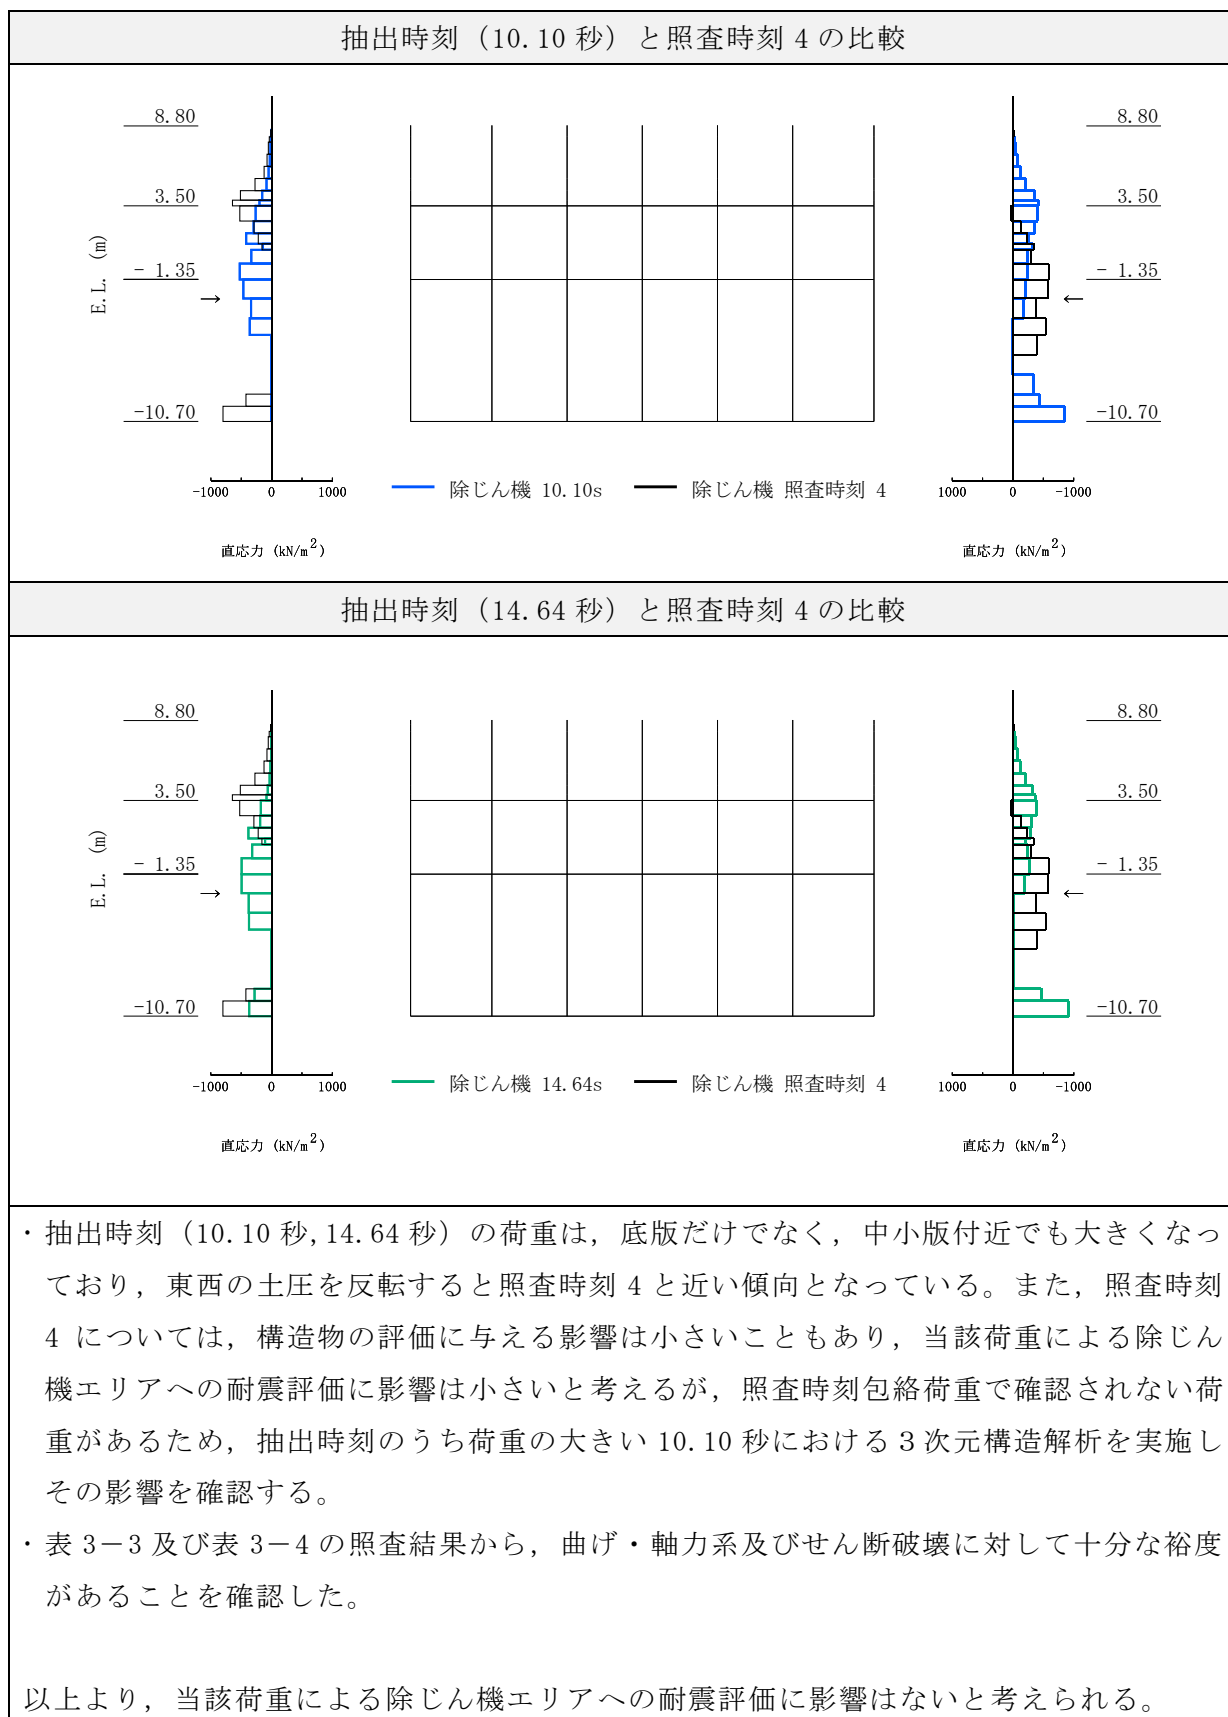 抽出時刻（10.10 秒）と照査時刻 4 の比較
8.80
3.50
- 1.35
-10.70
E.L. (m)
→
8.80
3.50
- 1.35
-10.70
←
-1000 0 1000
除じん機 10.10s
除じん機 照査時刻 4
1000 0 -1000
直応力 (kN/m²)
直応力 (kN/m²)
抽出時刻（14.64 秒）と照査時刻 4 の比較
8.80
3.50
- 1.35
-10.70
E.L. (m)
→
8.80
3.50
- 1.35
-10.70
←
-1000 0 1000
除じん機 14.64s
除じん機 照査時刻 4
1000 0 -1000
直応力 (kN/m²)
直応力 (kN/m²)
・抽出時刻（10.10 秒,14.64 秒）の荷重は，底版だけでなく，中小版付近でも大きくなっ
ており，東西の土圧を反転すると照査時刻 4 と近い傾向となっている。また，照査時刻
4 については，構造物の評価に与える影響は小さいこともあり，当該荷重による除じん
機エリアへの耐震評価に影響は小さいと考えるが，照査時刻包絡荷重で確認されない荷
重があるため，抽出時刻のうち荷重の大きい 10.10 秒における３次元構造解析を実施し
その影響を確認する。
・表 3－3 及び表 3－4 の照査結果から，曲げ・軸力系及びせん断破壊に対して十分な裕度
があることを確認した。
以上より，当該荷重による除じん機エリアへの耐震評価に影響はないと考えられる。